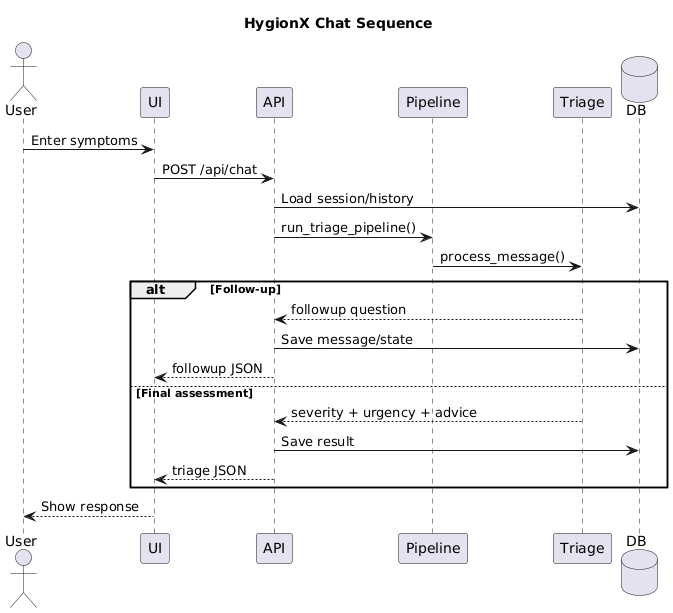 HygionX Chat Sequence
User
UI
API
Pipeline
Triage
DB
Enter symptoms
POST /api/chat
Load session/history
run_triage_pipeline()
process_message()
alt
[Follow-up]
followup question
Save message/state
followup JSON
[Final assessment]
severity + urgency + advice
Save result
triage JSON
Show response
User
UI
API
Pipeline
Triage
DB